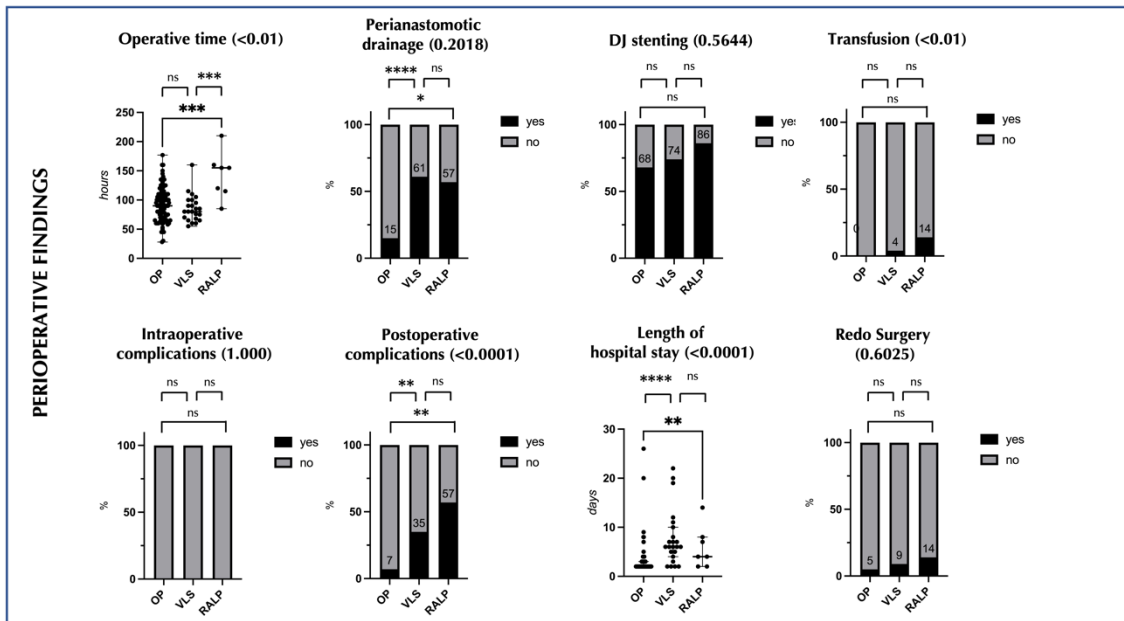 PERIOPERATIVE FINDINGS
Operative time (<0.01)
ns
***
***
250
200
150
100
50
0
hours
OP
VLS
RALP
Perianastomotic
drainage (0.2018)
****
ns
*
yes
no
100
50
0
%
15
61
57
OP
VLS
RALP
DJ stenting (0.5644)
ns
ns
ns
yes
no
100
50
0
%
68
74
86
OP
VLS
RALP
Transfusion (<0.01)
ns
ns
ns
yes
no
100
50
0
%
0
4
14
OP
VLS
RALP
Intraoperative
complications (1.000)
ns
ns
ns
yes
no
100
50
0
%
OP
VLS
RALP
Postoperative
complications (<0.0001)
**
ns
**
yes
no
100
50
0
%
7
35
57
OP
VLS
RALP
Length of
hospital stay (<0.0001)
****
ns
**
30
20
10
0
days
OP
VLS
RALP
Redo Surgery
(0.6025)
ns
ns
ns
yes
no
100
50
0
%
5
9
14
OP
VLS
RALP